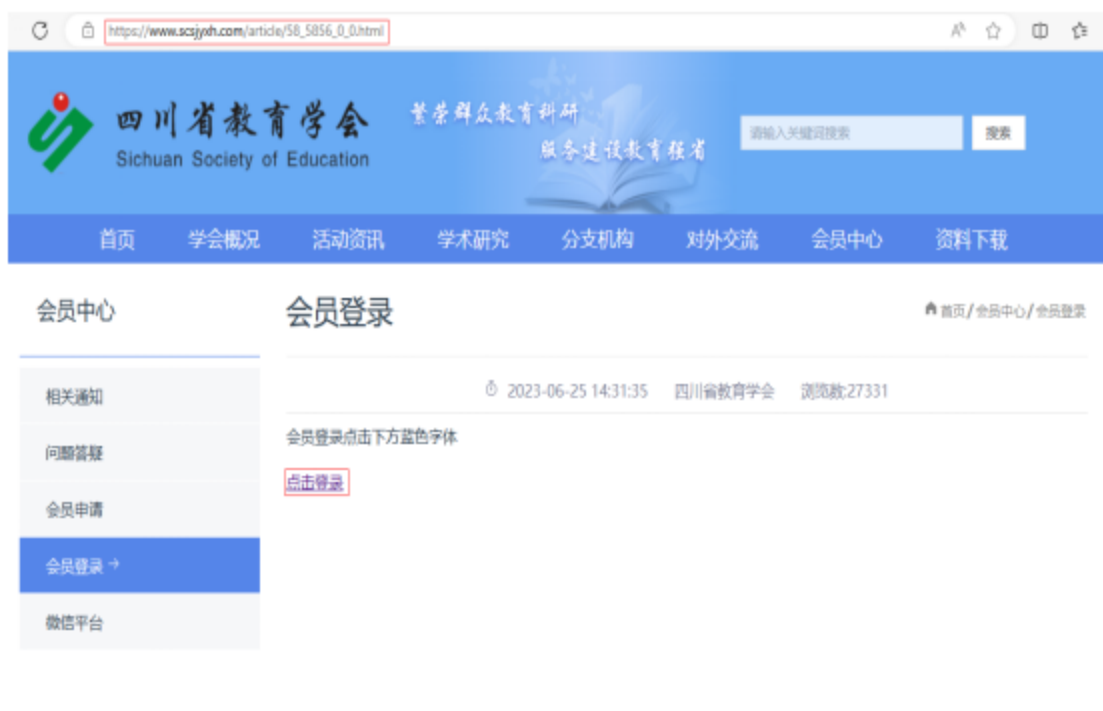 https://www.scsjyxh.com/article/58_5856_0_0.html
四川省教育学会
Sichuan Society of Education
繁荣群众教育科研
服务建设教育强省
请输入关键词搜索 搜索
首页 学会概况 活动资讯 学术研究 分支机构 对外交流 会员中心 资料下载
会员中心
会员登录
首页/会员中心/会员登录
相关通知
问题答疑
会员申请
会员登录→
微信平台
2023-06-25 14:31:35 四川省教育学会 浏览数:27331
会员登录点击下方蓝色字体
点击登录